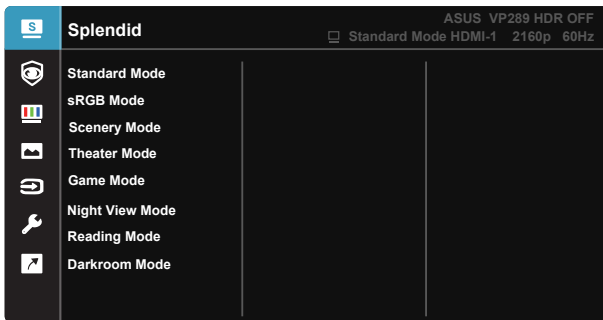 S
Splendid
ASUS VP289 HDR OFF
Standard Mode HDMI-1 2160p 60Hz
Standard Mode
sRGB Mode
Scenery Mode
Theater Mode
Game Mode
Night View Mode
Reading Mode
Darkroom Mode